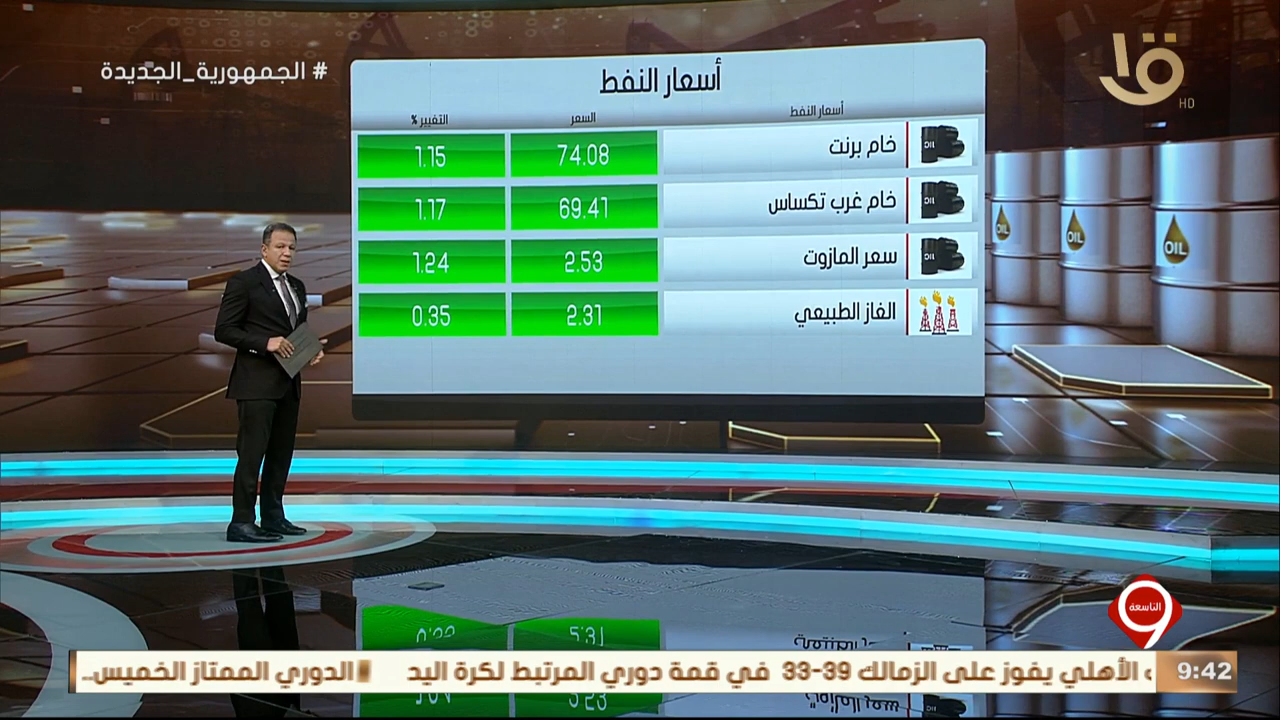 # الجمهورية_الجديدة
HD
أسعار النفط
أسعار النفط السعر التغيير %
خام برنت 74.08 1.15
خام غرب تكساس 69.41 1.17
سعر المازوت 2.53 1.24
الغاز الطبيعي 2.31 0.35
OIL
OIL
OIL
التاسعة
9
9:42
الأهلي يفوز على الزمالك 39-33 في قمة دوري المرتبط لكرة اليد
الدوري الممتاز الخميس..